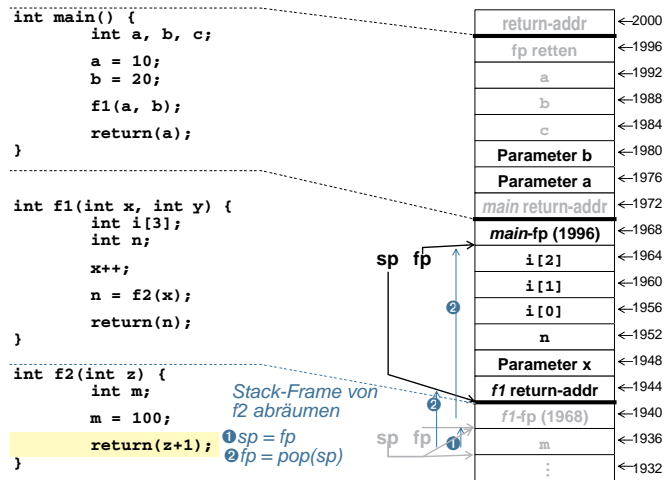 int main() {
int a, b, c;
a = 10;
b = 20;
f1(a, b);
return(a);
}
int f1(int x, int y) {
int i[3];
int n;
x++;
n = f2(x);
return(n);
}
int f2(int z) {
int m;
m = 100;
return(z+1);
}
Stack-Frame von
f2 abräumen
❶sp = fp
❷fp = pop(sp)
sp fp
❷
❷
sp fp
❶
return-addr 2000
fp retten 1996
a 1992
b 1988
c 1984
Parameter b 1980
Parameter a 1976
main return-addr 1972
main-fp (1996) 1968
i[2] 1964
i[1] 1960
i[0] 1956
n 1952
Parameter x 1948
f1 return-addr 1944
f1-fp (1968) 1940
m 1936
⋮ 1932